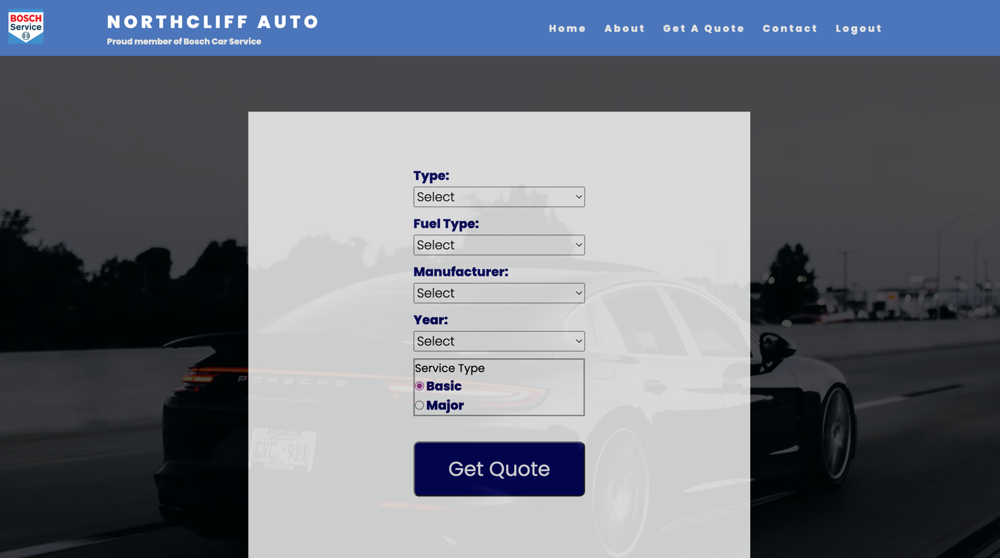 BOSCH
Service
NORTHCLIFF AUTO
Proud member of Bosch Car Service
Home About Get A Quote Contact Logout
Type:
Select
Fuel Type:
Select
Manufacturer:
Select
Year:
Select
Service Type
Basic
Major
PORSCHE
CVC 911
Get Quote